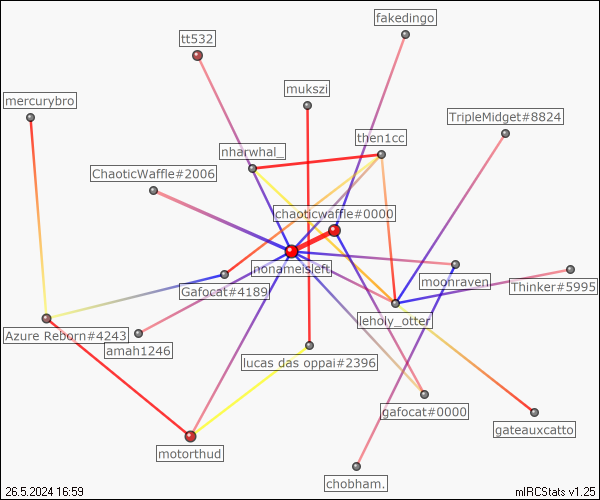 fakedingo
tt532
mukszi
mercurybro
TripleMidget#8824
then1cc
nharwhal_
ChaoticWaffle#2006
chaoticwaffle#0000
nonameisleft
moonraven_
Gafocat#4189
Thinker#5995
leholy_otter
Azure Reborn#4243
amah1246
lucas das oppai#2396
gafocat#0000
gateauxcatto
motorthud
chobham.
26.5.2024 16:59
mIRCStats v1.25